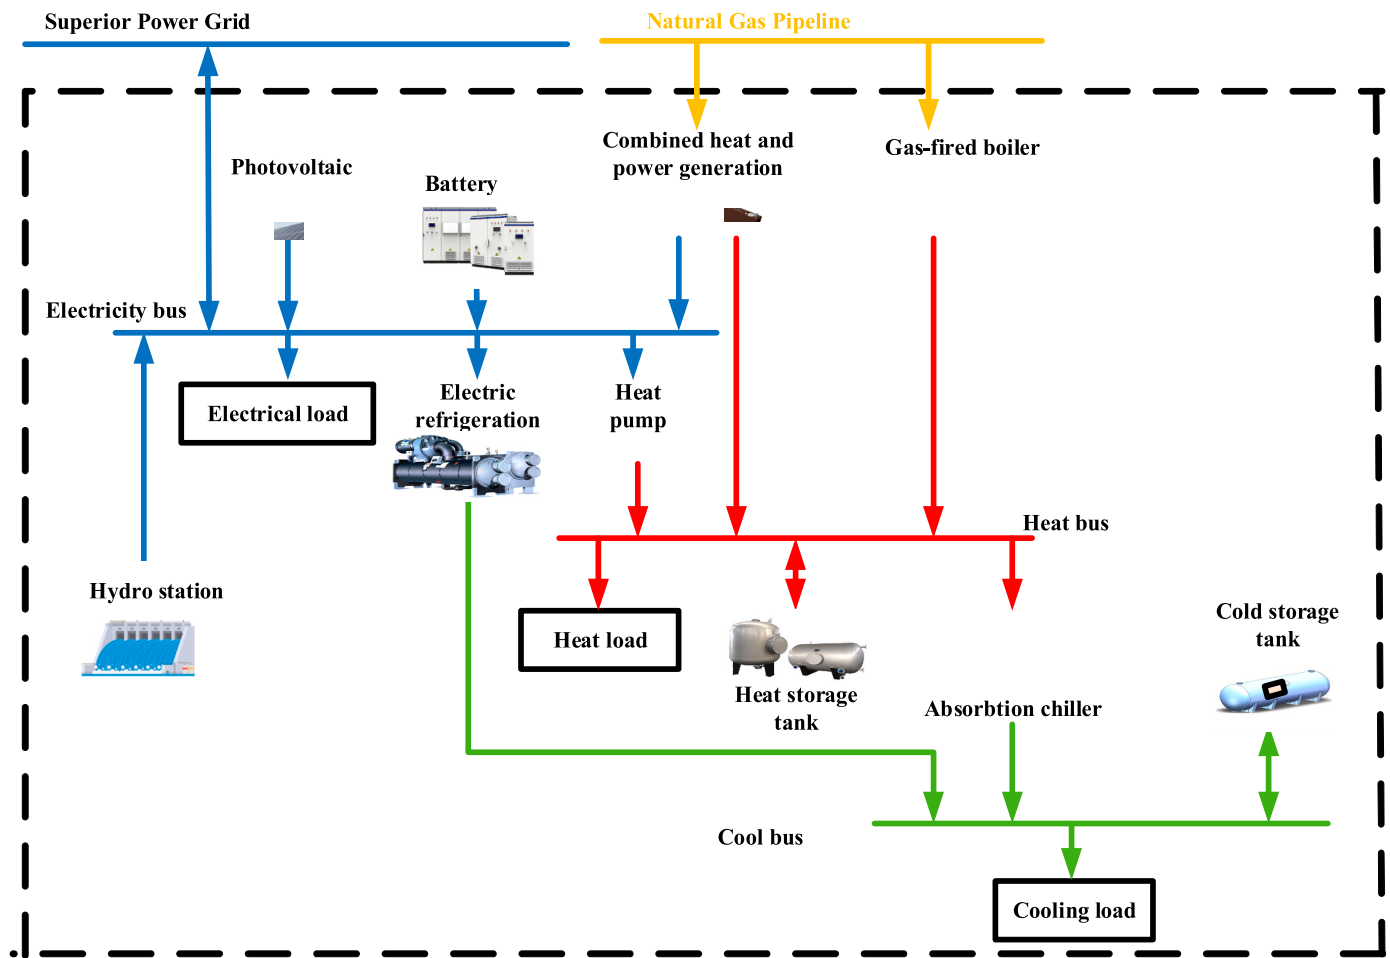 Superior Power Grid
Natural Gas Pipeline
Combined heat and
power generation
Gas-fired boiler
Photovoltaic
Battery
Electricity bus
Electrical load
Electric
refrigeration
Heat
pump
Heat bus
Hydro station
Heat load
Heat storage
tank
Cold storage
tank
Absorbtion chiller
Cool bus
Cooling load